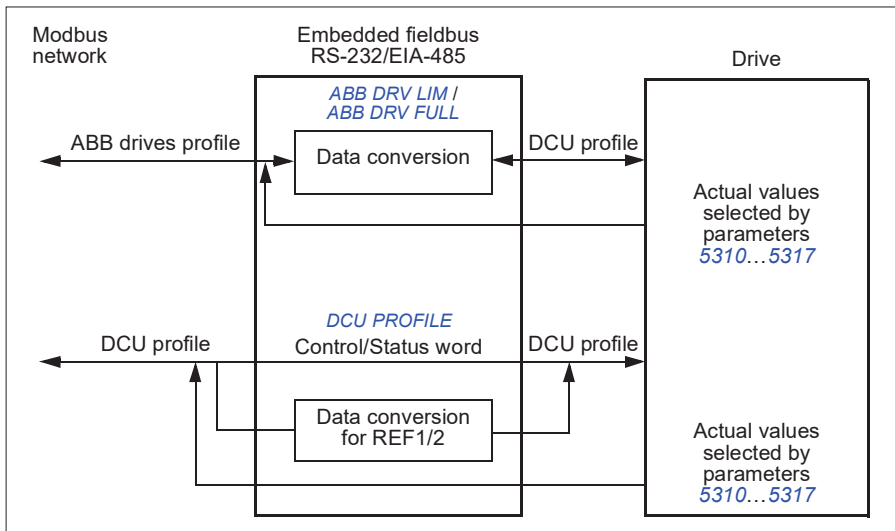 Modbus
network
Embedded fieldbus
RS-232/EIA-485
Drive
ABB DRV LIM /
ABB DRV FULL
ABB drives profile
Data conversion
DCU profile
Actual values
selected by
parameters
5310…5317
DCU PROFILE
DCU profile
Control/Status word
DCU profile
Data conversion
for REF1/2
Actual values
selected by
parameters
5310…5317